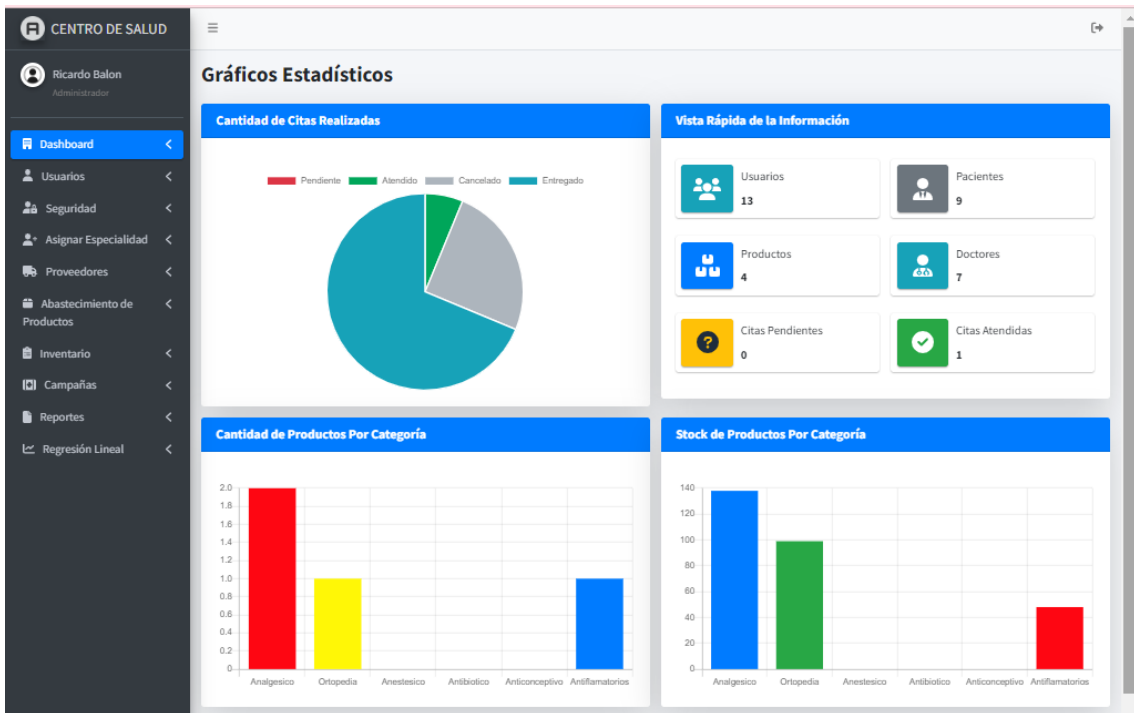 CENTRO DE SALUD
Ricardo Balon
Administrador
Dashboard
Usuarios
Seguridad
Asignar Especialidad
Proveedores
Abastecimiento de
Productos
Inventario
Campañas
Reportes
Regresión Lineal
Gráficos Estadísticos
Cantidad de Citas Realizadas
Pendiente Atendido Cancelado Entregado
Vista Rápida de la Información
Usuarios
13
Pacientes
9
Productos
4
Doctores
7
Citas Pendientes
0
Citas Atendidas
1
Cantidad de Productos Por Categoría
2.0
1.8
1.6
1.4
1.2
1.0
0.8
0.6
0.4
0.2
0
Analgesico Ortopedia Anestesico Antibiotico Anticonceptivo Antiflamatorios
Stock de Productos Por Categoría
140
120
100
80
60
40
20
0
Analgesico Ortopedia Anestesico Antibiotico Anticonceptivo Antiflamatorios